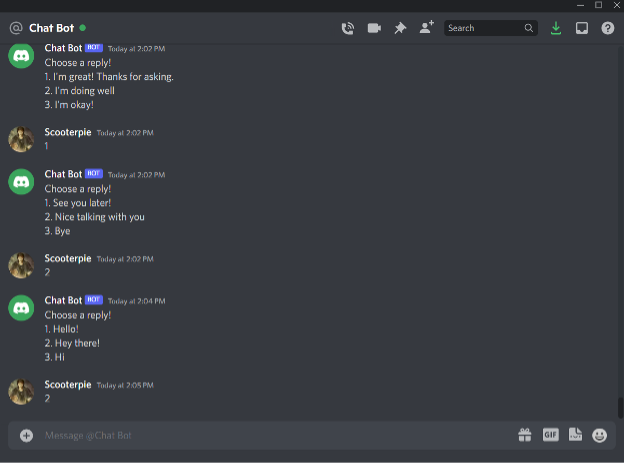 Chat Bot
Search
Chat Bot BOT Today at 2:02 PM
Choose a reply!
1. I'm great! Thanks for asking.
2. I'm doing well
3. I'm okay!
Scooterpie Today at 2:02 PM
1
Chat Bot BOT Today at 2:02 PM
Choose a reply!
1. See you later!
2. Nice talking with you
3. Bye
Scooterpie Today at 2:02 PM
2
Chat Bot BOT Today at 2:04 PM
Choose a reply!
1. Hello!
2. Hey there!
3. Hi
Scooterpie Today at 2:05 PM
2
Message @Chat Bot
GIF